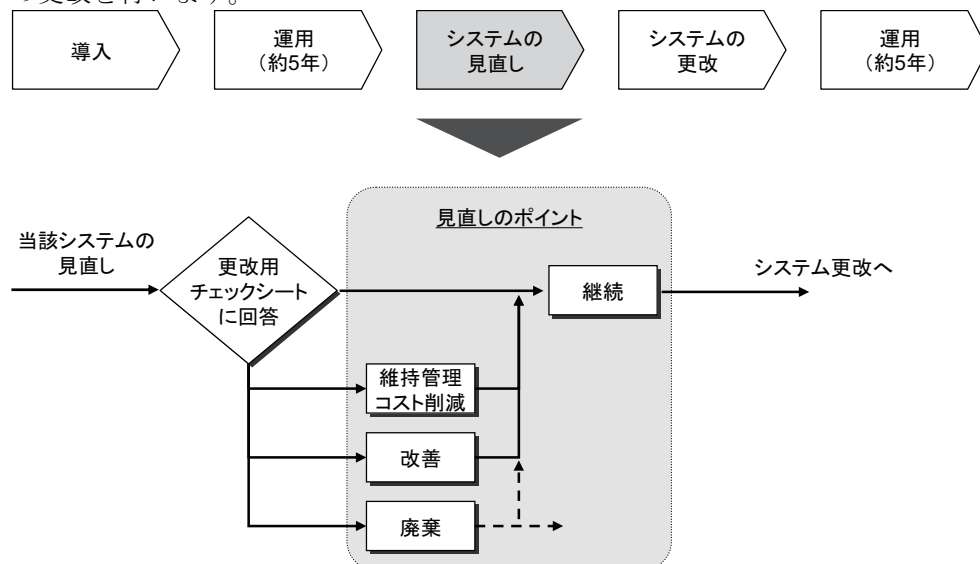 導入
運用
(約5年)
システムの
見直し
システムの
更改
運用
(約5年)
見直しのポイント
当該システムの
見直し
更改用
チェックシート
に回答
継続
システム更改へ
維持管理
コスト削減
改善
廃棄